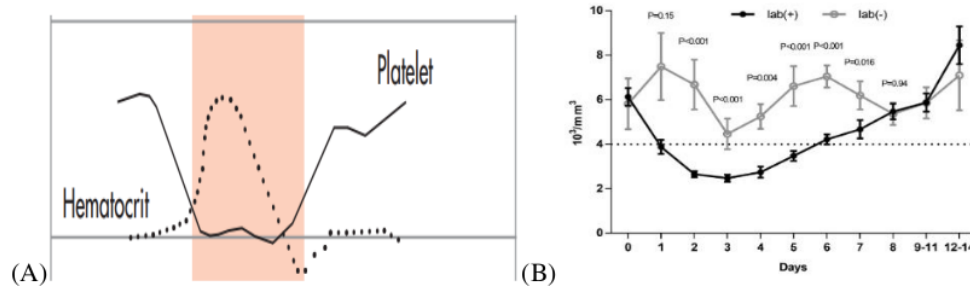 Platelet
Hematocrit
(A)
lab(+) lab(-)
P=0.15
P<0.001
P<0.001
P=0.004
P<0.001
P<0.001
P=0.016
P=0.94
10³/mm³
10
8
6
4
2
0
0 1 2 3 4 5 6 7 8 9-11 12-14
Days
(B)